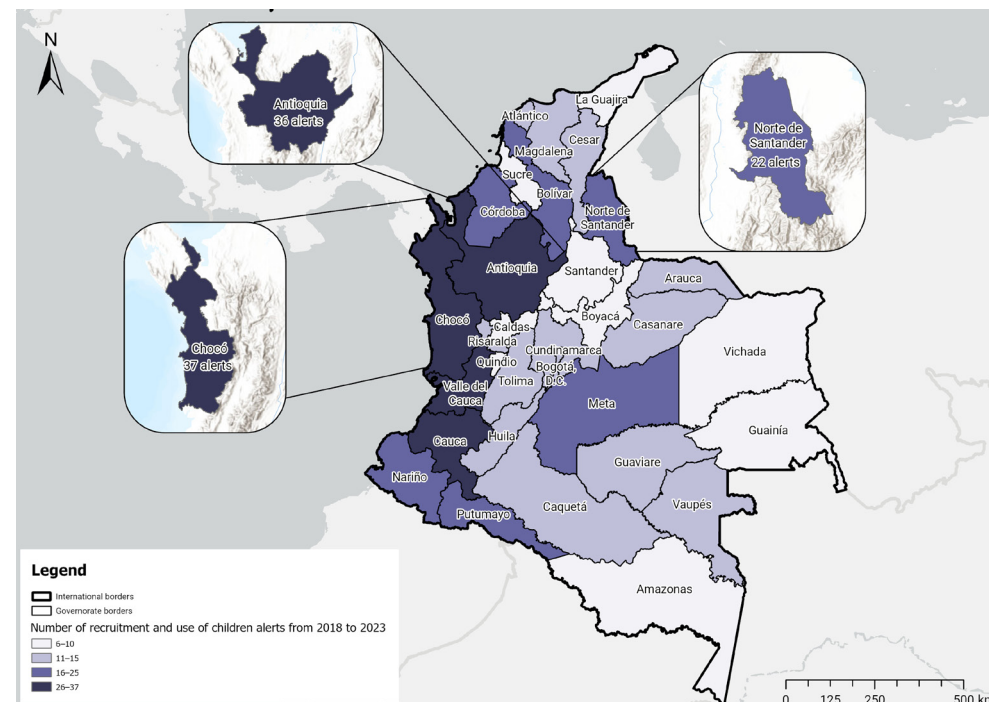 N
Antioquia
36 alerts
La Guajira
Atlántico
Cesar
Magdalena
Sucre
Bolívar
Córdoba
Norte de
Santander
Norte de
Santander
22 alerts
Antioquia
Santander
Arauca
Chocó
37 alerts
Chocó
Caldas
Boyacá
Casanare
Risaralda
Cundinamarca
Vichada
Quindio
Bogotá,
D.C.
Tolima
Valle del
Cauca
Meta
Guainía
Cauca
Huila
Guaviare
Nariño
Caquetá
Vaupés
Putumayo
Amazonas
Legend
International borders
Governorate borders
Number of recruitment and use of children alerts from 2018 to 2023
6–10
11–15
16–25
26–37
0 125 250 500